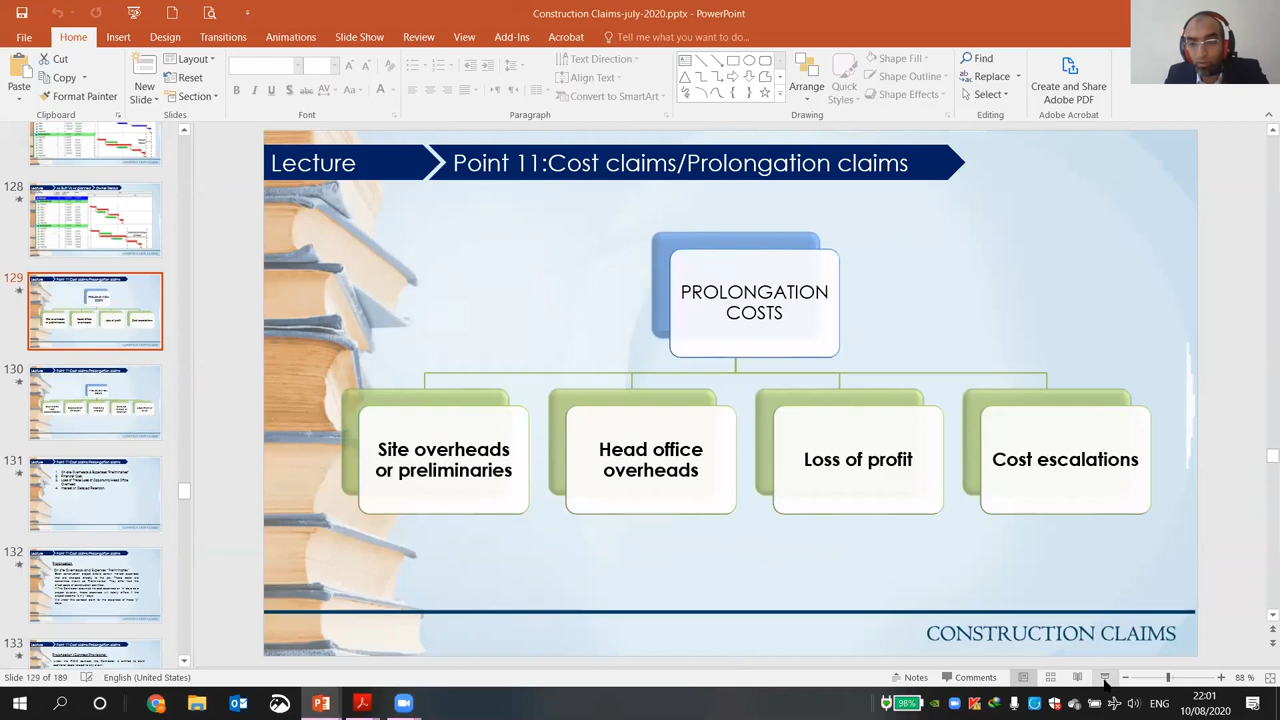 Construction Claims-july-2020.pptx - PowerPoint
File
Home
Insert
Design
Transitions
Animations
Slide Show
Review
View
Add-Ins
Acrobat
Tell me what you want to do...
Paste
Cut
Copy
Format Painter
Clipboard
New Slide
Layout
Reset
Section
Slides
Font
Text Direction
Align Text
Convert to SmartArt
Paragraph
Arrange
Quick Styles
Shape Fill
Shape Outline
Shape Effects
Drawing
Find
Replace
Select
Editing
Create and Share
Adobe PDF
Adobe Acrobat
128
129
130
131
132
133
Lecture
Point 11:Cost claims/Prolongation claims
PROLONGATION
COSTS
Site overheads
or preliminaries
Head office
overheads
Loss of profit
Cost escalations
CONSTRUCTION CLAIMS
Slide 129 of 189
English (United States)
Notes
Comments
88 %
98%
ENG
22:01
10/08/2020